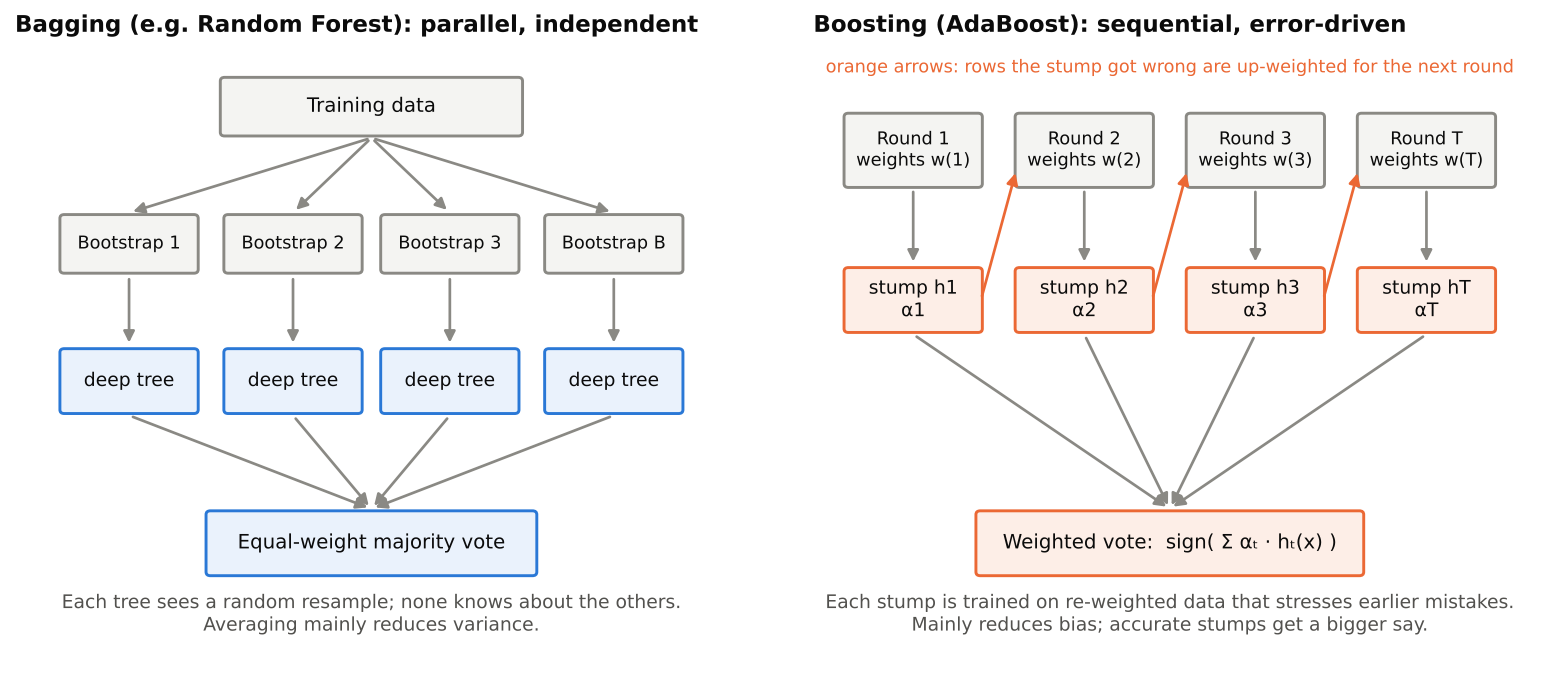 Bagging (e.g. Random Forest): parallel, independent
Training data
Bootstrap 1
Bootstrap 2
Bootstrap 3
Bootstrap B
deep tree
deep tree
deep tree
deep tree
Equal-weight majority vote
Each tree sees a random resample; none knows about the others.
Averaging mainly reduces variance.
Boosting (AdaBoost): sequential, error-driven
orange arrows: rows the stump got wrong are up-weighted for the next round
Round 1
weights w(1)
Round 2
weights w(2)
Round 3
weights w(3)
Round T
weights w(T)
stump h1
α1
stump h2
α2
stump h3
α3
stump hT
αT
Weighted vote:  sign( Σ αₜ · hₜ(x) )
Each stump is trained on re-weighted data that stresses earlier mistakes.
Mainly reduces bias; accurate stumps get a bigger say.